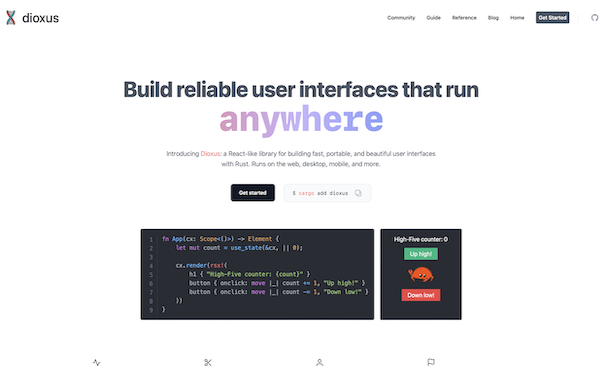 dioxus
Community Guide Reference Blog Home Get Started
Build reliable user interfaces that run
anywhere
Introducing Dioxus: a React-like library for building fast, portable, and beautiful user interfaces
with Rust. Runs on the web, desktop, mobile, and more.
Get started $ cargo add dioxus
1 fn App(cx: Scope<()>) -> Element {
2 let mut count = use_state(&cx, || 0);
3
4 cx.render(rsx!(
5 h1 { "High-Five counter: {count}" }
6 button { onclick: move |_| count += 1, "Up high!" }
7 button { onclick: move |_| count -= 1, "Down low!" }
8 ))
9 }
High-Five counter: 0
Up high!
Down low!